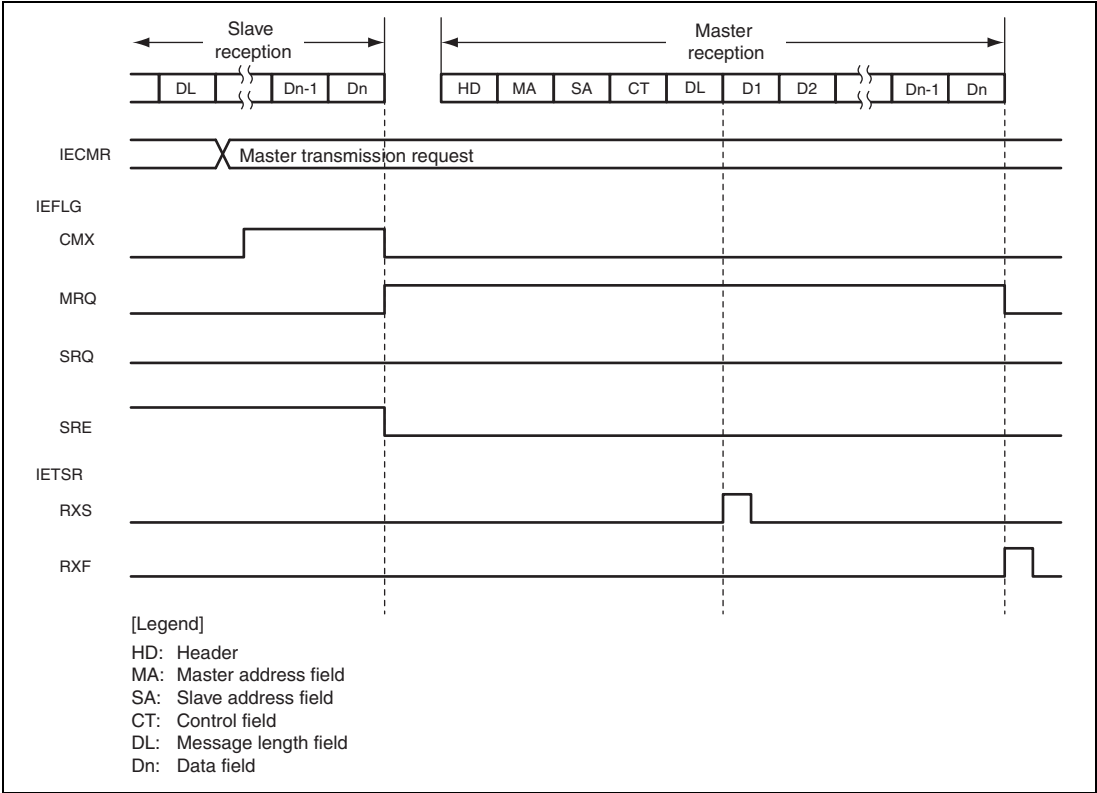 Slave
reception
Master
reception
DL Dn-1 Dn HD MA SA CT DL D1 D2 Dn-1 Dn
IECMR Master transmission request
IEFLG
CMX
MRQ
SRQ
SRE
IETSR
RXS
RXF
[Legend]
HD: Header
MA: Master address field
SA: Slave address field
CT: Control field
DL: Message length field
Dn: Data field